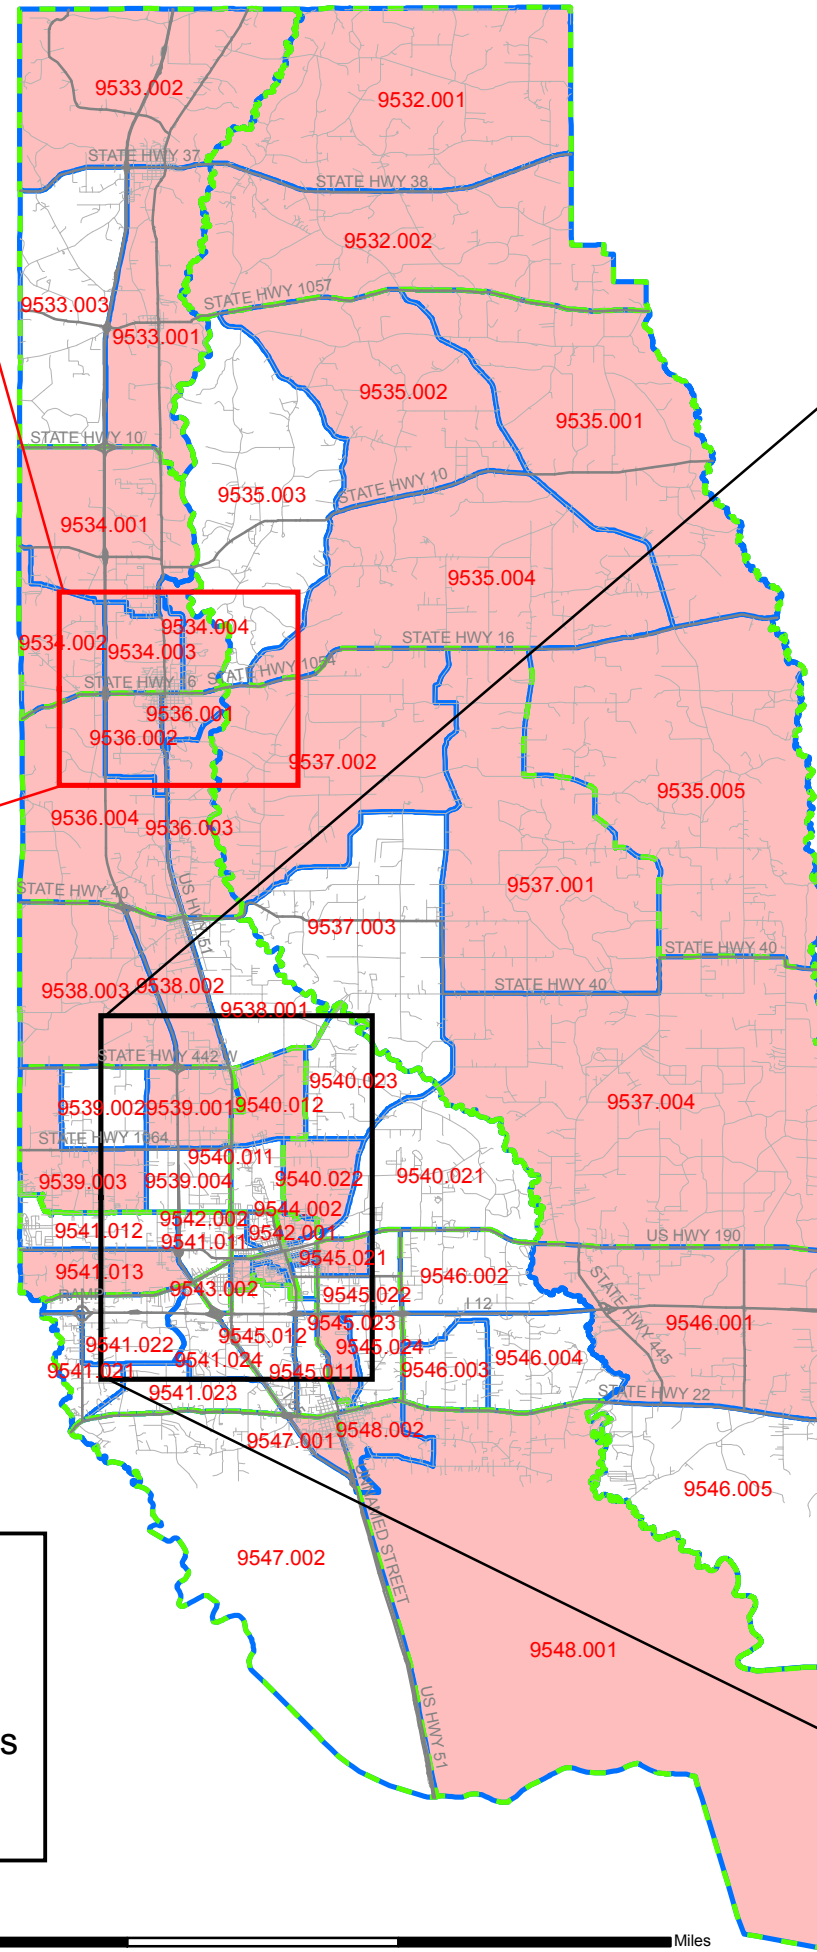 9533.002
9532.001
STATE HWY 37
STATE HWY 38
9532.002
STATE HWY 1057
9533.003
9533.001
9535.002
9535.001
STATE HWY 10
STATE HWY 10
9535.003
9534.001
9535.004
9534.004
9534.002
9534.003
STATE HWY 16
STATE HWY 1054
STATE HWY 16
9536.001
9536.002
9537.002
9535.005
9536.004
9536.003
STATE HWY 40
US HWY 51
9537.001
9537.003
STATE HWY 40
STATE HWY 40
9538.003
9538.002
9538.001
STATE HWY 442 W
9540.023
9539.002
9539.001
9540.012
9537.004
STATE HWY 1064
9540.011
9539.003
9539.004
9540.022
9540.021
9544.002
9542.002
9541.012
9542.001
9541.011
US HWY 190
9545.021
9541.013
9543.002
9546.002
STATE HWY 445
RAMP
9545.022
I 12
9545.023
9546.001
9545.012
9541.022
9545.024
9541.024
9546.004
9541.021
9545.011
9546.003
9541.023
STATE HWY 22
9548.002
9547.001
9546.005
UNNAMED STREET
9547.002
9548.001
US HWY 51
s
Miles